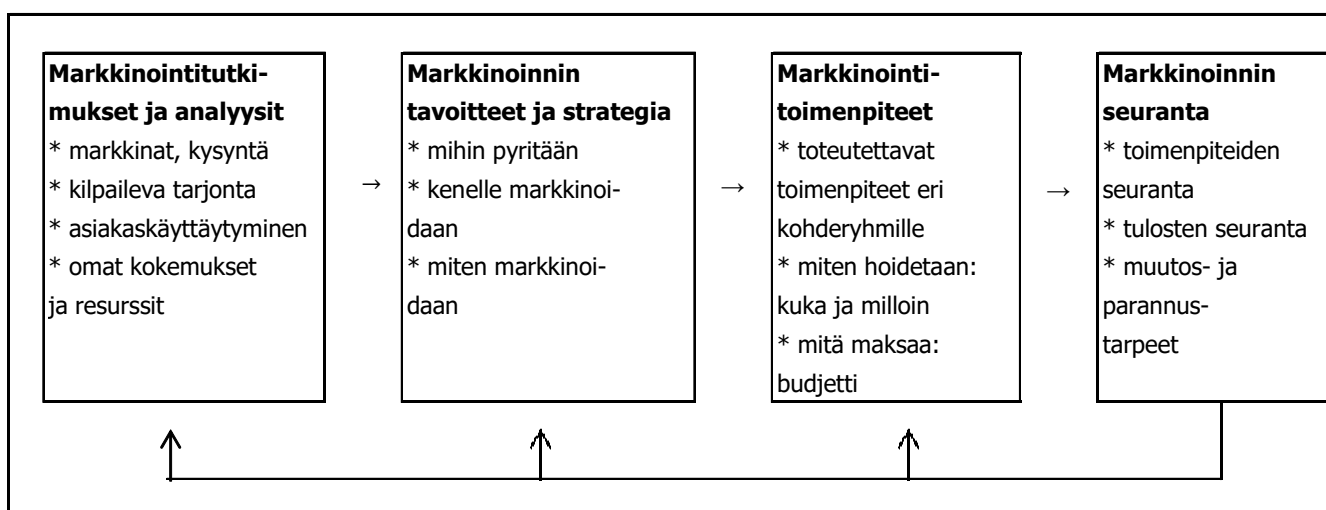 Markkinointitutki-
mukset ja analyysit
* markkinat, kysyntä
* kilpaileva tarjonta
* asiakaskäyttäytyminen
* omat kokemukset
ja resurssit
→
Markkinoinnin
tavoitteet ja strategia
* mihin pyritään
* kenelle markkinoi-
daan
* miten markkinoi-
daan
→
Markkinointi-
toimenpiteet
* toteutettavat
toimenpiteet eri
kohderyhmille
* miten hoidetaan:
kuka ja milloin
* mitä maksaa:
budjetti
→
Markkinoinnin
seuranta
* toimenpiteiden
seuranta
* tulosten seuranta
* muutos- ja
parannus-
tarpeet